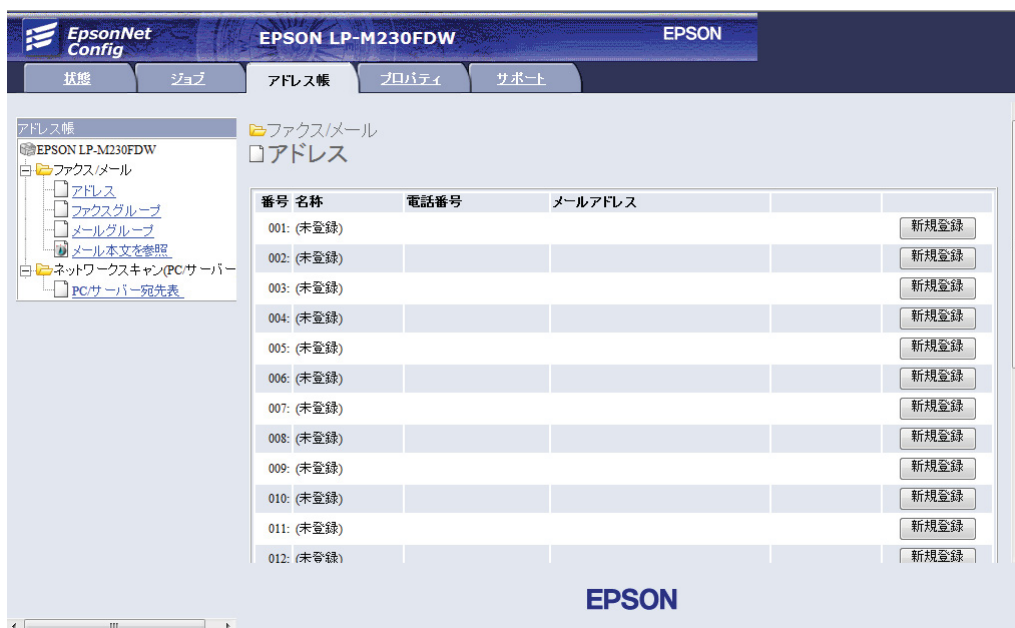 EpsonNet
Config
EPSON LP-M230FDW
EPSON
状態
ジョブ
アドレス帳
プロパティ
サポート
アドレス帳
EPSON LP-M230FDW
ファクス/メール
アドレス
ファクスグループ
メールグループ
メール本文を参照
ネットワークスキャン(PC/サーバー
PC/サーバー宛先表
ファクス/メール
アドレス
番号 名称 電話番号 メールアドレス
001: (未登録) 新規登録
002: (未登録) 新規登録
003: (未登録) 新規登録
004: (未登録) 新規登録
005: (未登録) 新規登録
006: (未登録) 新規登録
007: (未登録) 新規登録
008: (未登録) 新規登録
009: (未登録) 新規登録
010: (未登録) 新規登録
011: (未登録) 新規登録
012: (未登録) 新規登録
EPSON